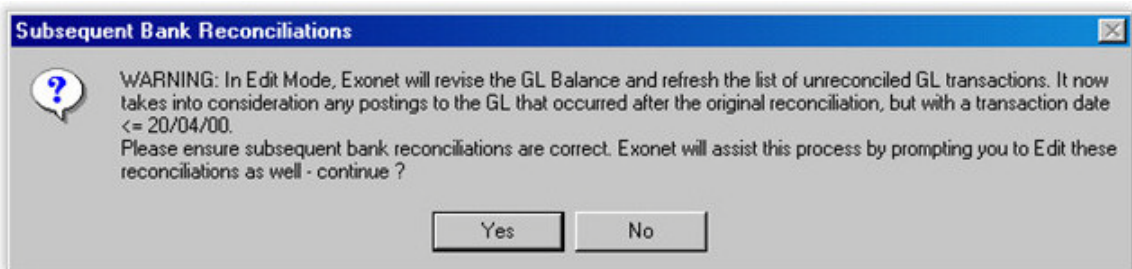 Subsequent Bank Reconciliations
WARNING: In Edit Mode, Exonet will revise the GL Balance and refresh the list of unreconciled GL transactions. It now
takes into consideration any postings to the GL that occurred after the original reconciliation, but with a transaction date
<= 20/04/00.
Please ensure subsequent bank reconciliations are correct. Exonet will assist this process by prompting you to Edit these
reconciliations as well - continue ?
Yes No